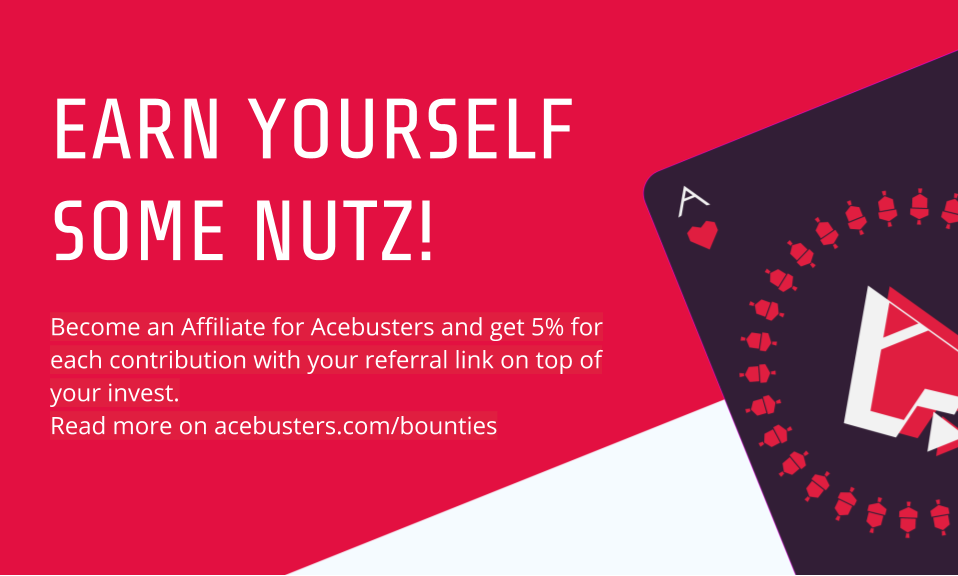 EARN YOURSELF
SOME NUTZ!
Become an Affiliate for Acebusters and get 5% for
each contribution with your referral link on top of
your invest.
Read more on acebusters.com/bounties
A